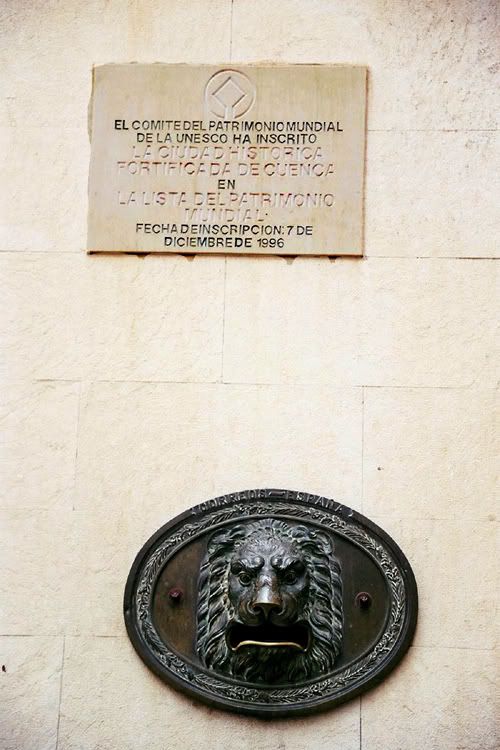 EL COMITE DEL PATRIMONIO MUNDIAL
DE LA UNESCO HA INSCRITO
LA CIUDAD HISTORICA
FORTIFICADA DE CUENCA
EN
LA LISTA DEL PATRIMONIO
MUNDIAL
FECHA DE INSCRIPCION: 7 DE
DICIEMBRE DE 1996
CORREOS ESPAÑA